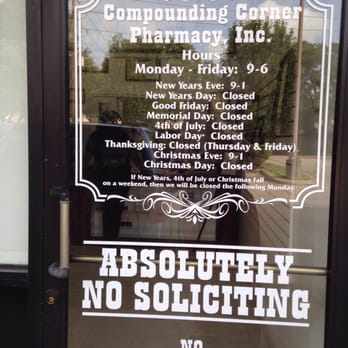 Compounding Corner
Pharmacy, Inc.
Hours
Monday - Friday: 9-6
New Years Eve: 9-1
New Years Day: Closed
Good Friday: Closed
Memorial Day: Closed
4th of July: Closed
Labor Day: Closed
Thanksgiving: Closed (Thursday & Friday)
Christmas Eve: 9-1
Christmas Day: Closed
If New Years, 4th of July or Christmas fall
on a weekend, then we will be closed the following Monday
ABSOLUTELY
NO SOLICITING
NO